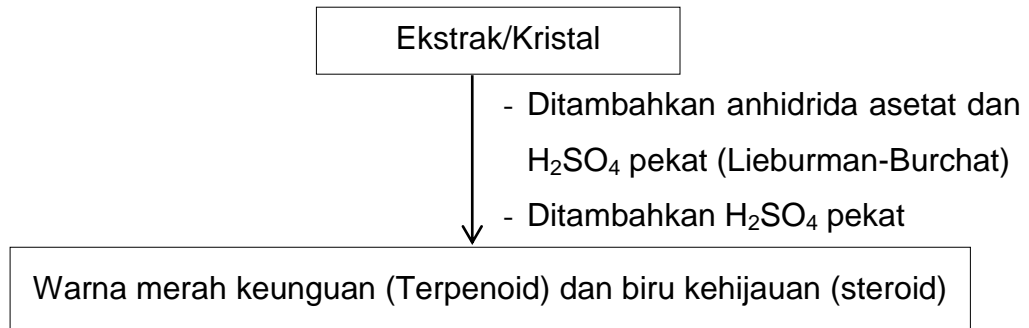 Ekstrak/Kristal
- Ditambahkan anhidrida asetat dan
H₂SO₄ pekat (Lieburman-Burchat)
- Ditambahkan H₂SO₄ pekat
Warna merah keunguan (Terpenoid) dan biru kehijauan (steroid)